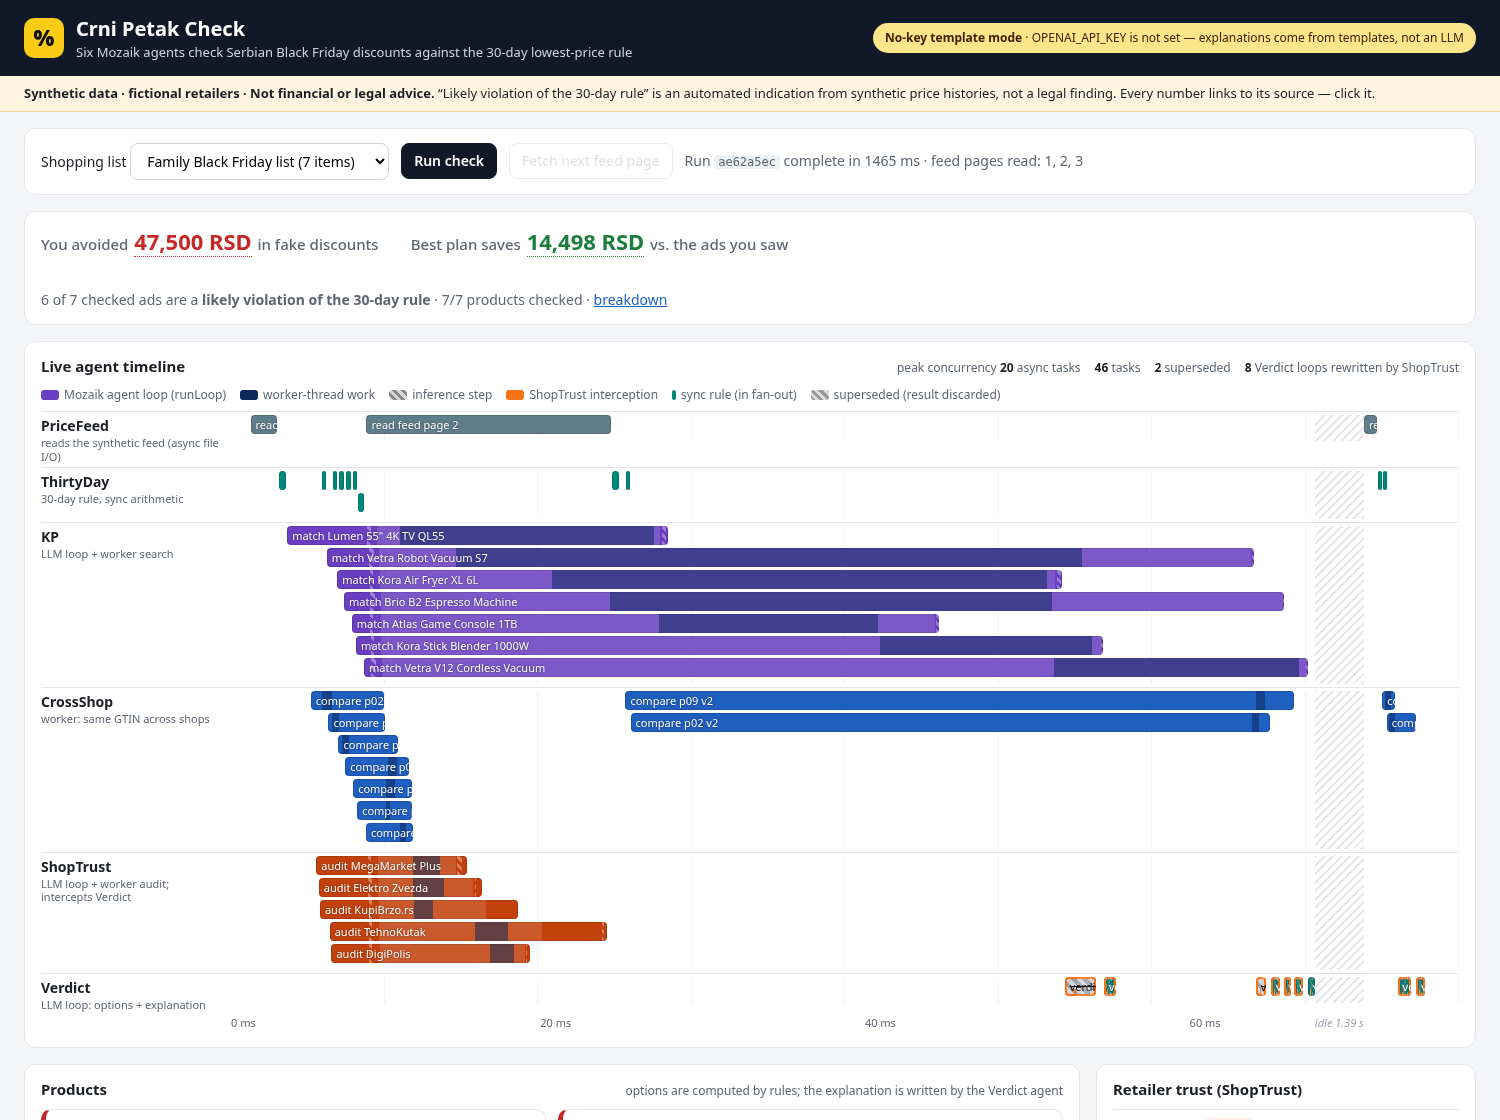 %
Crni Petak Check
Six Mozaik agents check Serbian Black Friday discounts against the 30-day lowest-price rule
No-key template mode · OPENAI_API_KEY is not set — explanations come from templates, not an LLM
Synthetic data · fictional retailers · Not financial or legal advice. “Likely violation of the 30-day rule” is an automated indication from synthetic price histories, not a legal finding. Every number links to its source — click it.
Shopping list Family Black Friday list (7 items) Run check Fetch next feed page Run ae62a5ec complete in 1465 ms · feed pages read: 1, 2, 3
You avoided 47,500 RSD in fake discounts Best plan saves 14,498 RSD vs. the ads you saw
6 of 7 checked ads are a likely violation of the 30-day rule · 7/7 products checked · breakdown
Live agent timeline
peak concurrency 20 async tasks 46 tasks 2 superseded 8 Verdict loops rewritten by ShopTrust
Mozaik agent loop (runLoop) worker-thread work inference step ShopTrust interception sync rule (in fan-out) superseded (result discarded)
PriceFeed
reads the synthetic feed (async file I/O)
read feed page 2
ThirtyDay
30-day rule, sync arithmetic
KP
LLM loop + worker search
match Lumen 55" 4K TV QL55
match Vetra Robot Vacuum S7
match Kora Air Fryer XL 6L
match Brio B2 Espresso Machine
match Atlas Game Console 1TB
match Kora Stick Blender 1000W
match Vetra V12 Cordless Vacuum
CrossShop
worker: same GTIN across shops
compare p02 compare p09 v2
compare compare p02 v2
compare
compare
compare
compare
compare
ShopTrust
LLM loop + worker audit; intercepts Verdict
audit MegaMarket Plus
audit Elektro Zvezda
audit KupiBrzo.rs
audit TehnoKutak
audit DigiPolis
Verdict
LLM loop: options + explanation
0 ms 20 ms 40 ms 60 ms idle 1.39 s
Products
options are computed by rules; the explanation is written by the Verdict agent
Retailer trust (ShopTrust)